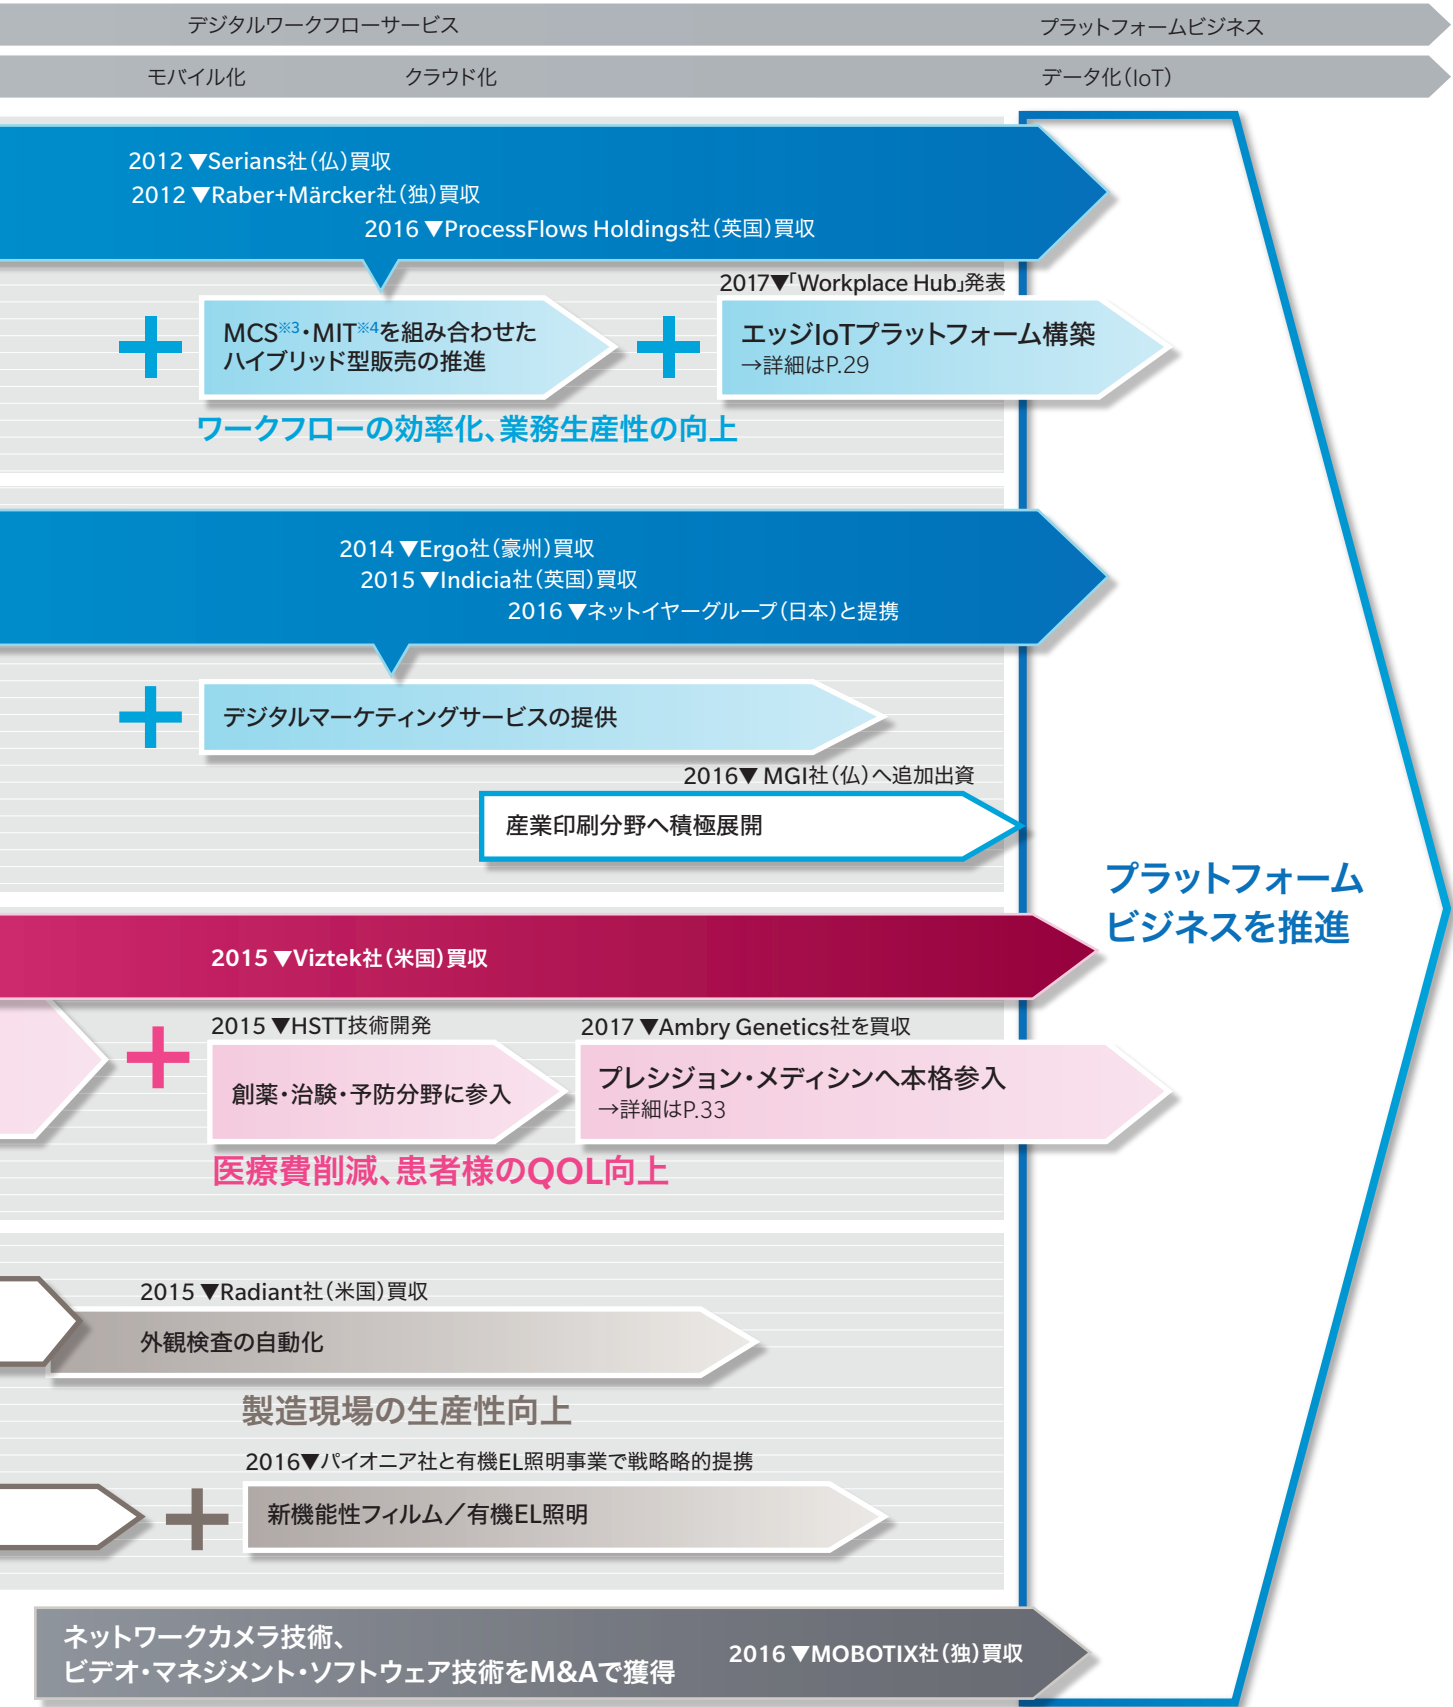 デジタルワークフローサービス
プラットフォームビジネス
モバイル化
クラウド化
データ化（IoT）
2012 ▼Serians社（仏）買収
2012 ▼Raber+Märcker社（独）買収
2016 ▼ProcessFlows Holdings社（英国）買収
2017▼「Workplace Hub」発表
MCS※3・MIT※4を組み合わせた
ハイブリッド型販売の推進
エッジIoTプラットフォーム構築
→詳細はP.29
ワークフローの効率化、業務生産性の向上
2014 ▼Ergo社（豪州）買収
2015 ▼Indicia社（英国）買収
2016 ▼ネットイヤーグループ（日本）と提携
デジタルマーケティングサービスの提供
2016▼ MGI社（仏）へ追加出資
産業印刷分野へ積極展開
プラットフォーム
ビジネスを推進
2015 ▼Viztek社（米国）買収
2015 ▼HSTT技術開発
2017 ▼Ambry Genetics社を買収
創薬・治験・予防分野に参入
プレシジョン・メディシンへ本格参入
→詳細はP.33
医療費削減、患者様のQOL向上
2015 ▼Radiant社（米国）買収
外観検査の自動化
製造現場の生産性向上
2016▼パイオニア社と有機EL照明事業で戦略略的提携
新機能性フィルム／有機EL照明
ネットワークカメラ技術、
ビデオ・マネジメント・ソフトウェア技術をM&Aで獲得
2016 ▼MOBOTIX社（独）買収